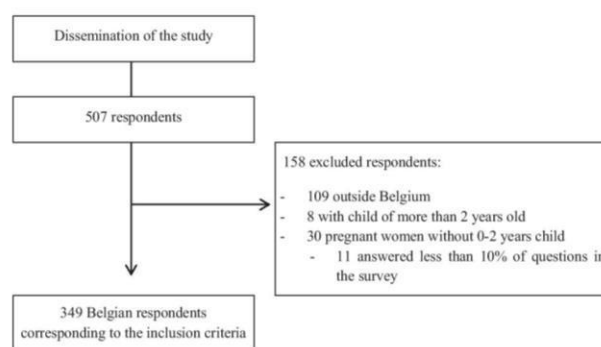 Dissemination of the study
507 respondents
158 excluded respondents:
- 109 outside Belgium
- 8 with child of more than 2 years old
- 30 pregnant women without 0-2 years child
- 11 answered less than 10% of questions in
the survey
349 Belgian respondents
corresponding to the inclusion criteria